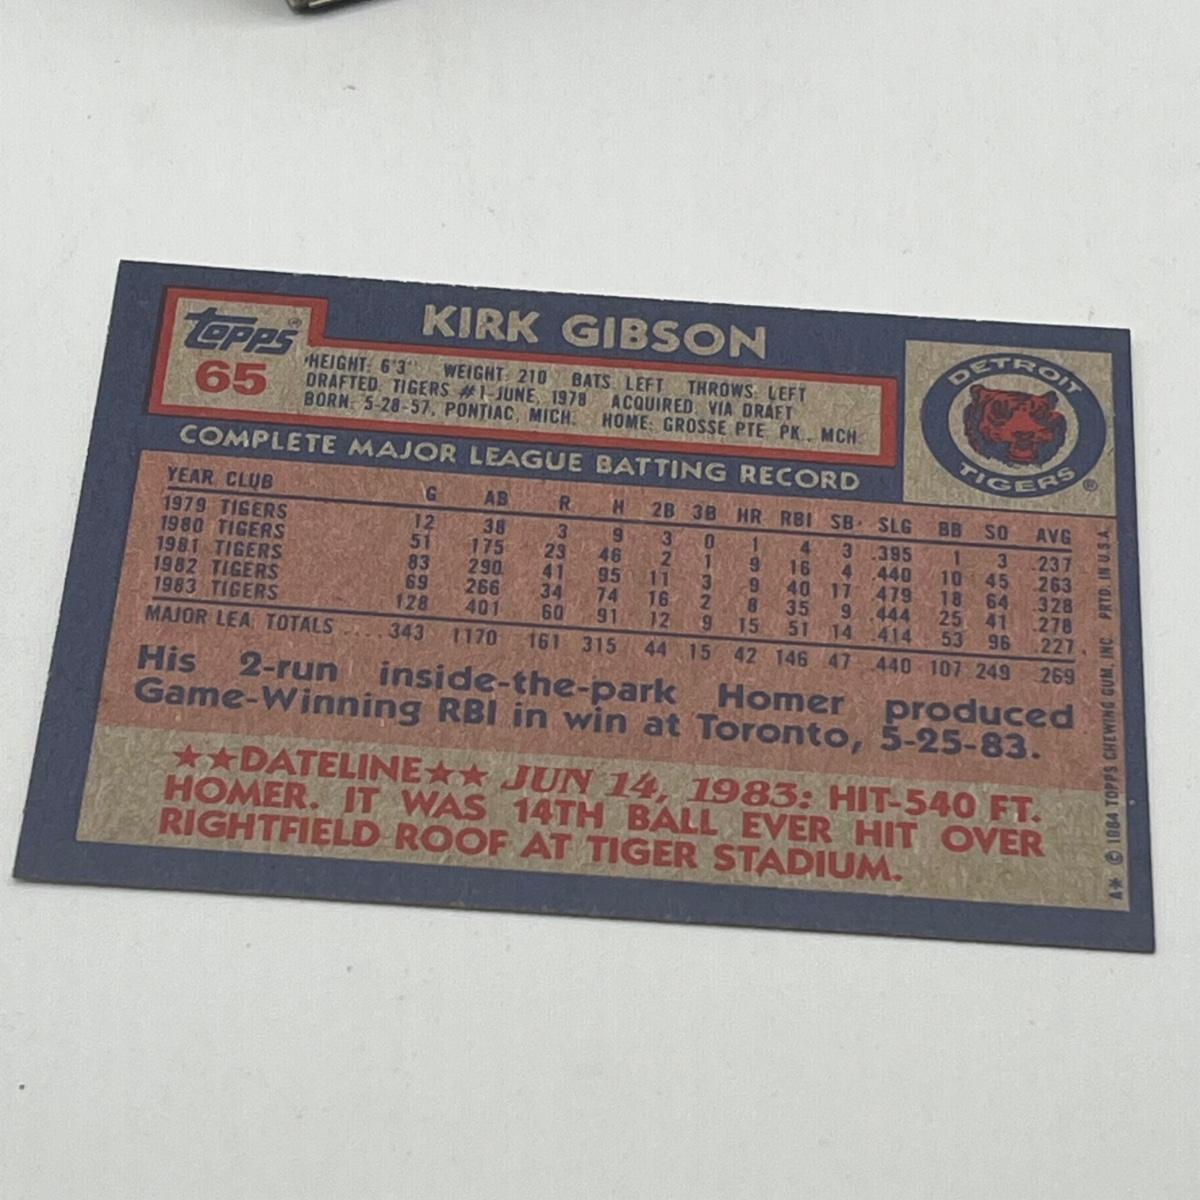 Topps®
65
KIRK GIBSON
HEIGHT: 6'3" WEIGHT: 210 BATS: LEFT THROWS: LEFT
DRAFTED: TIGERS #1-JUNE, 1978 ACQUIRED: VIA DRAFT
BORN: 5-28-57, PONTIAC, MICH. HOME: GROSSE PTE. PK., MCH.
DETROIT
TIGERS®
COMPLETE MAJOR LEAGUE BATTING RECORD
YEAR CLUB G AB R H 2B 3B HR RBI SB SLG BB SO AVG
1979 TIGERS 12 38 3 9 3 0 1 4 3 .395 1 3 .237
1980 TIGERS 51 175 23 46 2 1 9 16 4 .440 10 45 .263
1981 TIGERS 83 290 41 95 11 3 9 40 17 .479 18 64 .328
1982 TIGERS 69 266 34 74 16 2 8 35 9 .444 25 41 .278
1983 TIGERS 128 401 60 91 12 9 15 51 14 .414 53 96 .227
MAJOR LEA. TOTALS .... 343 1170 161 315 44 15 42 146 47 .440 107 249 .269
His 2-run inside-the-park Homer produced
Game-Winning RBI in win at Toronto, 5-25-83.
★★DATELINE★★ JUN 14, 1983: HIT-540 FT.
HOMER. IT WAS 14TH BALL EVER HIT OVER
RIGHTFIELD ROOF AT TIGER STADIUM.
A* © 1984 TOPPS CHEWING GUM, INC. PRTD. IN U.S.A.